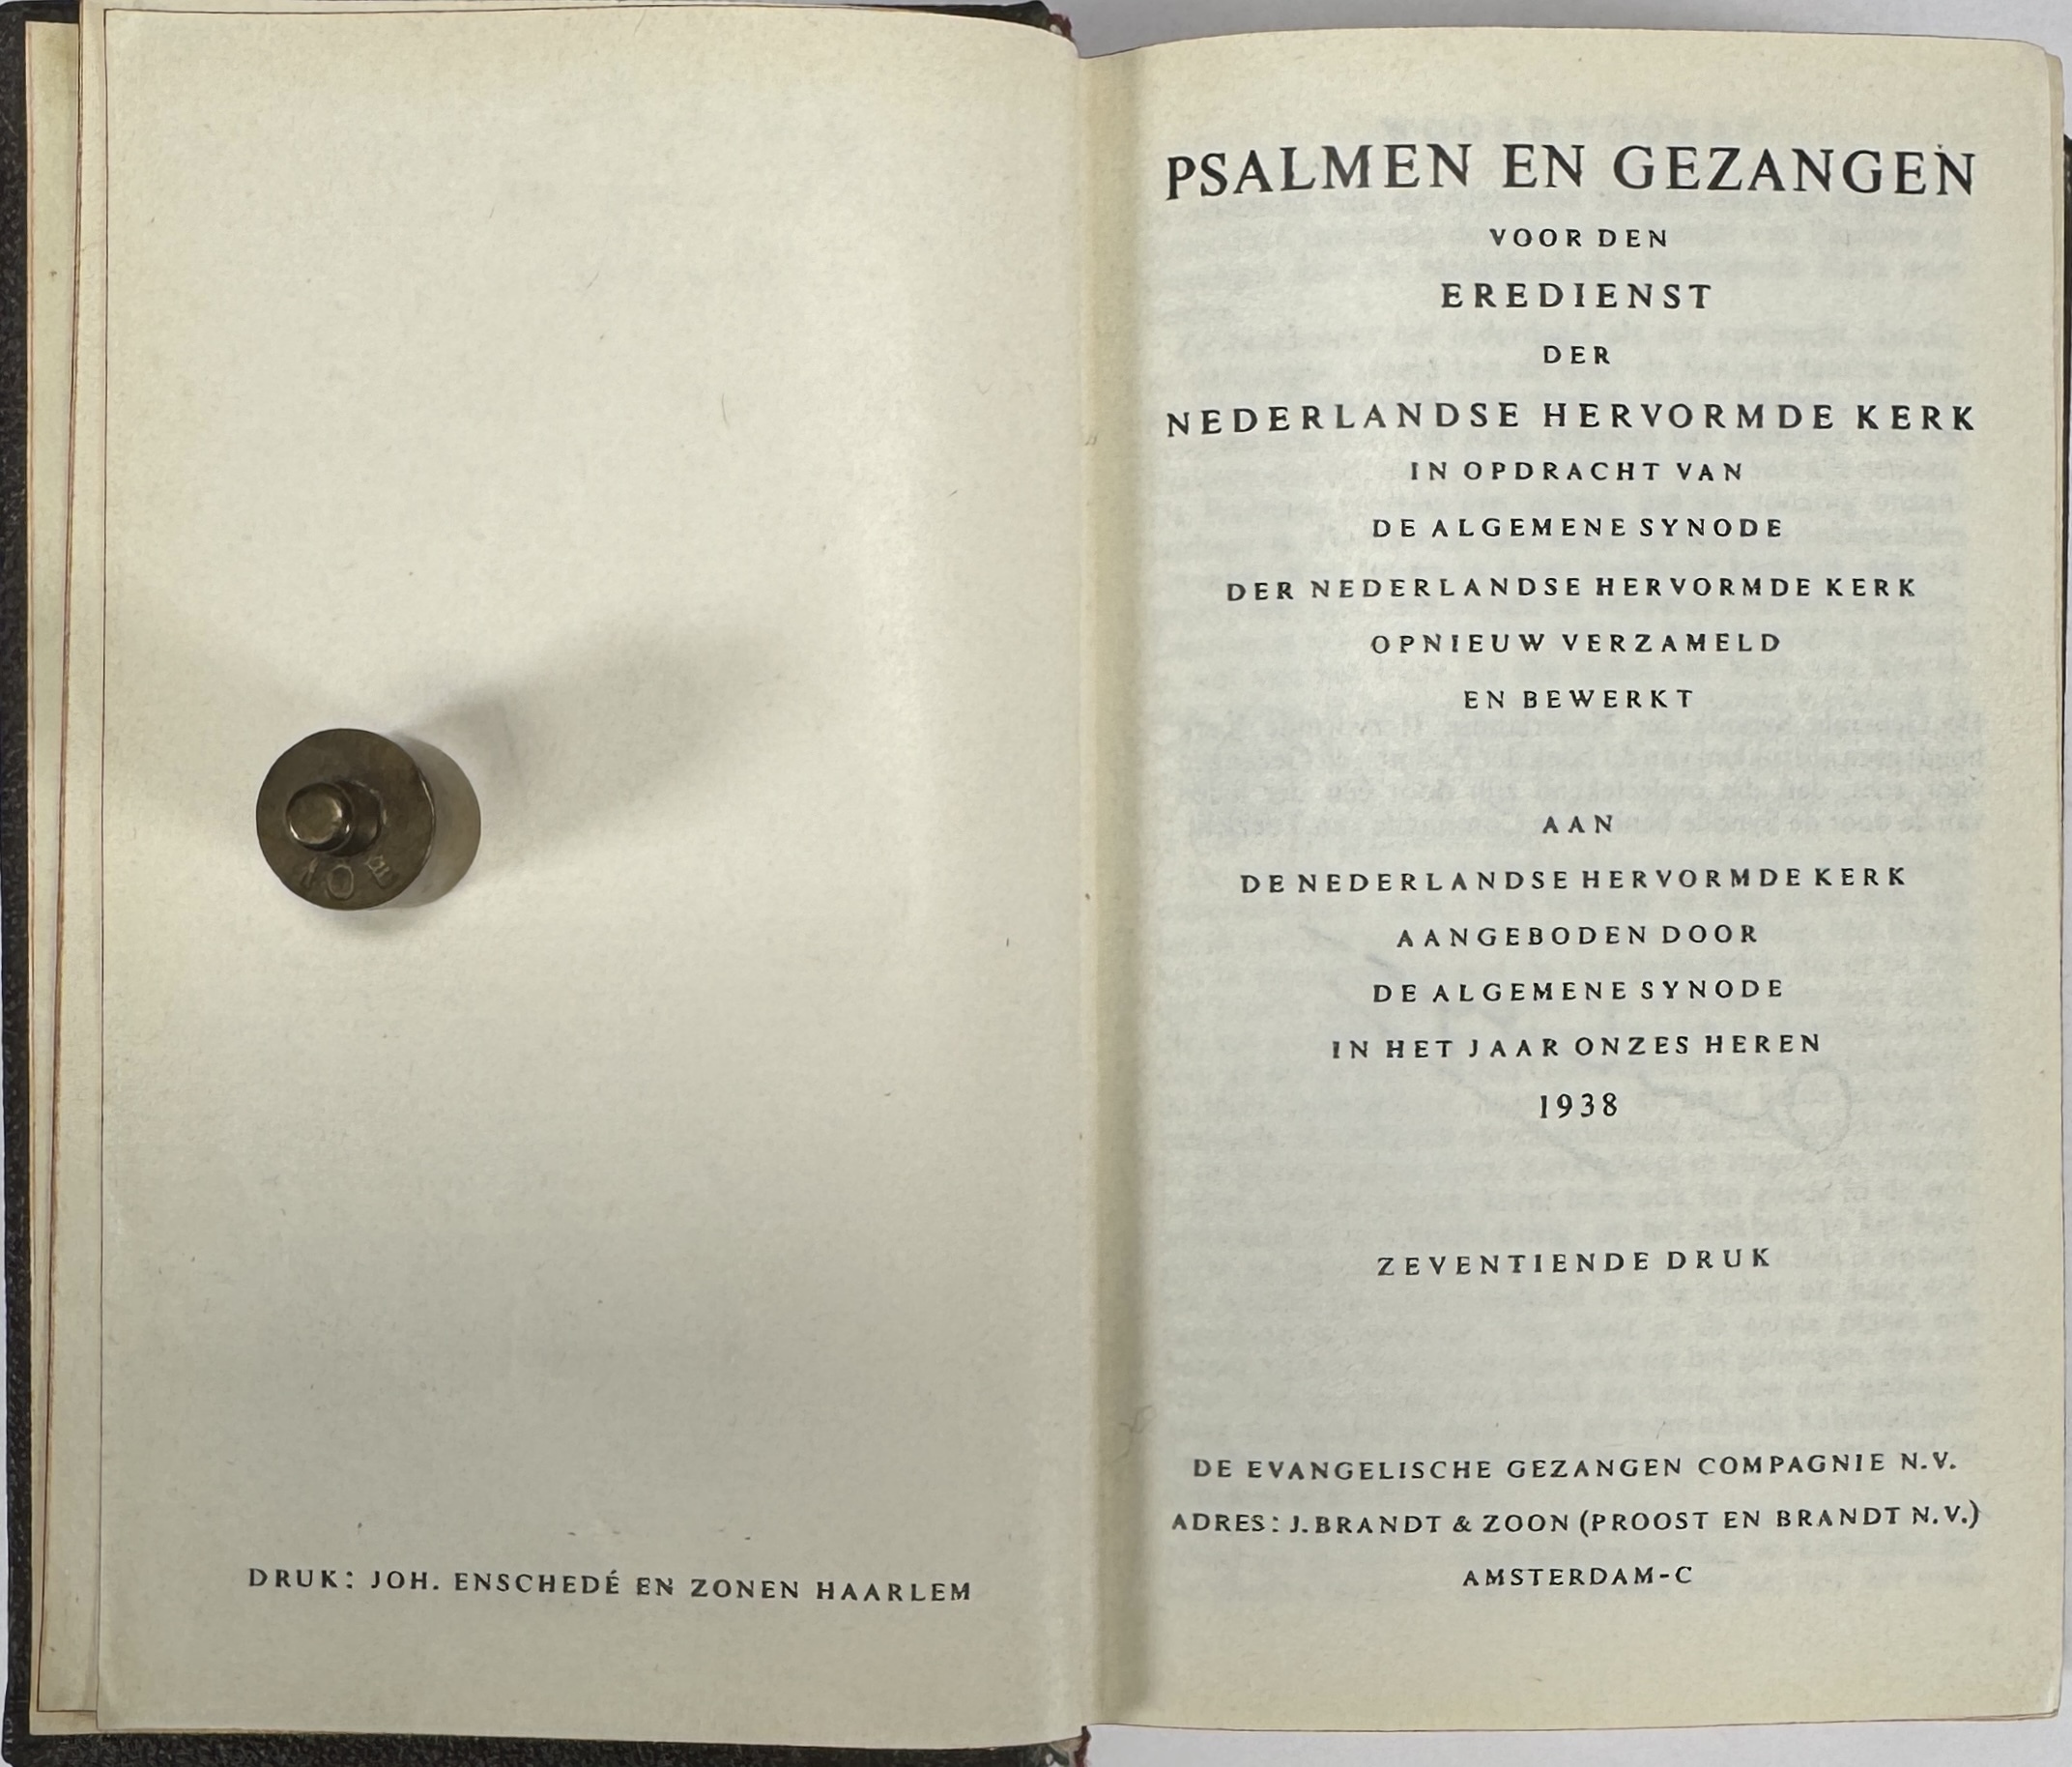 DRUK: JOH. ENSCHEDÉ EN ZONEN HAARLEM
PSALMEN EN GEZANGEN
VOOR DEN
EREDIENST
DER
NEDERLANDSE HERVORMDE KERK
IN OPDRACHT VAN
DE ALGEMENE SYNODE
DER NEDERLANDSE HERVORMDE KERK
OPNIEUW VERZAMELD
EN BEWERKT
AAN
DE NEDERLANDSE HERVORMDE KERK
AANGEBODEN DOOR
DE ALGEMENE SYNODE
IN HET JAAR ONZES HEREN
1938
ZEVENTIENDE DRUK
DE EVANGELISCHE GEZANGEN COMPAGNIE N.V.
ADRES: J. BRANDT & ZOON (PROOST EN BRANDT N.V.)
AMSTERDAM-C